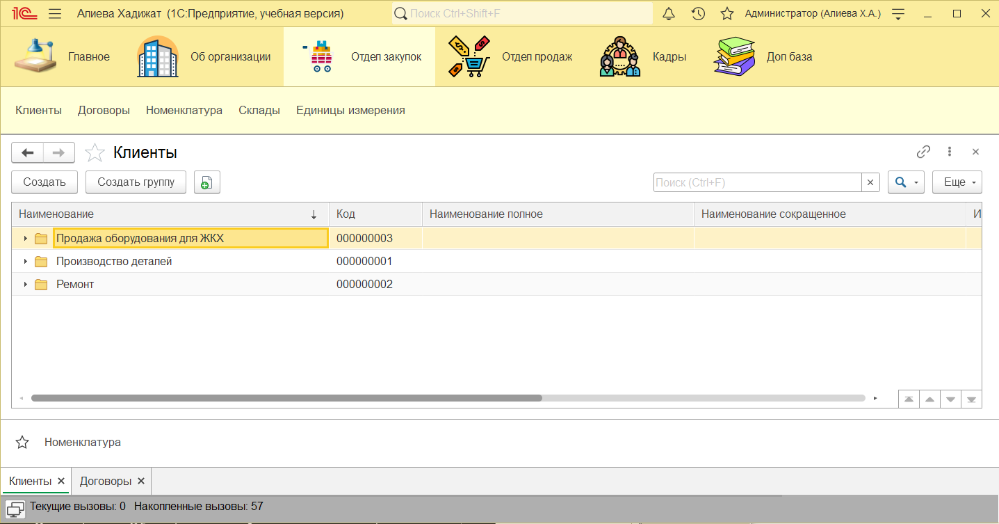 1С Алиева Хадижат (1С:Предприятие, учебная версия) Поиск Ctrl+Shift+F Администратор (Алиева Х.А.)
Главное Об организации Отдел закупок Отдел продаж Кадры Доп база
Клиенты Договоры Номенклатура Склады Единицы измерения
Клиенты
Создать Создать группу Поиск (Ctrl+F) Еще
Наименование Код Наименование полное Наименование сокращенное И
Продажа оборудования для ЖКХ 000000003
Производство деталей 000000001
Ремонт 000000002
Номенклатура
Клиенты Договоры
Текущие вызовы: 0 Накопленные вызовы: 57